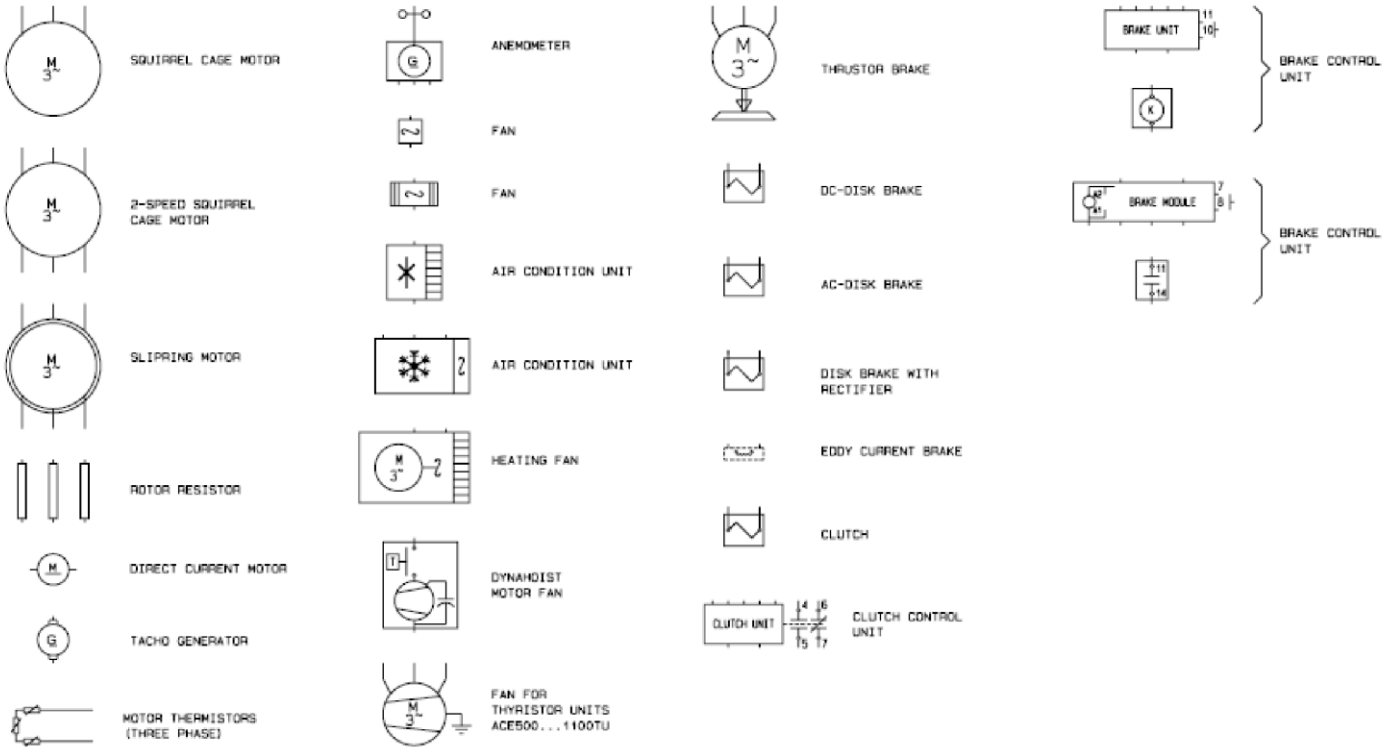 M
3~
SQUIRREL CAGE MOTOR
M
3~
2-SPEED SQUIRREL
CAGE MOTOR
M
3~
SLIPRING MOTOR
ROTOR RESISTOR
M
DIRECT CURRENT MOTOR
G
TACHO GENERATOR
MOTOR THERMISTORS
(THREE PHASE)
G
ANEMOMETER
FAN
FAN
AIR CONDITION UNIT
AIR CONDITION UNIT
M
3~
HEATING FAN
T
DYNAHOIST
MOTOR FAN
M
3~
FAN FOR
THYRISTOR UNITS
ACE500...1100TU
M
3~
THRUSTOR BRAKE
DC-DISK BRAKE
AC-DISK BRAKE
DISK BRAKE WITH
RECTIFIER
EDDY CURRENT BRAKE
CLUTCH
CLUTCH UNIT
4 6
5 7
CLUTCH CONTROL
UNIT
BRAKE UNIT
11
10
K
BRAKE CONTROL
UNIT
A2
A1
BRAKE MODULE
7
8
11
14
BRAKE CONTROL
UNIT